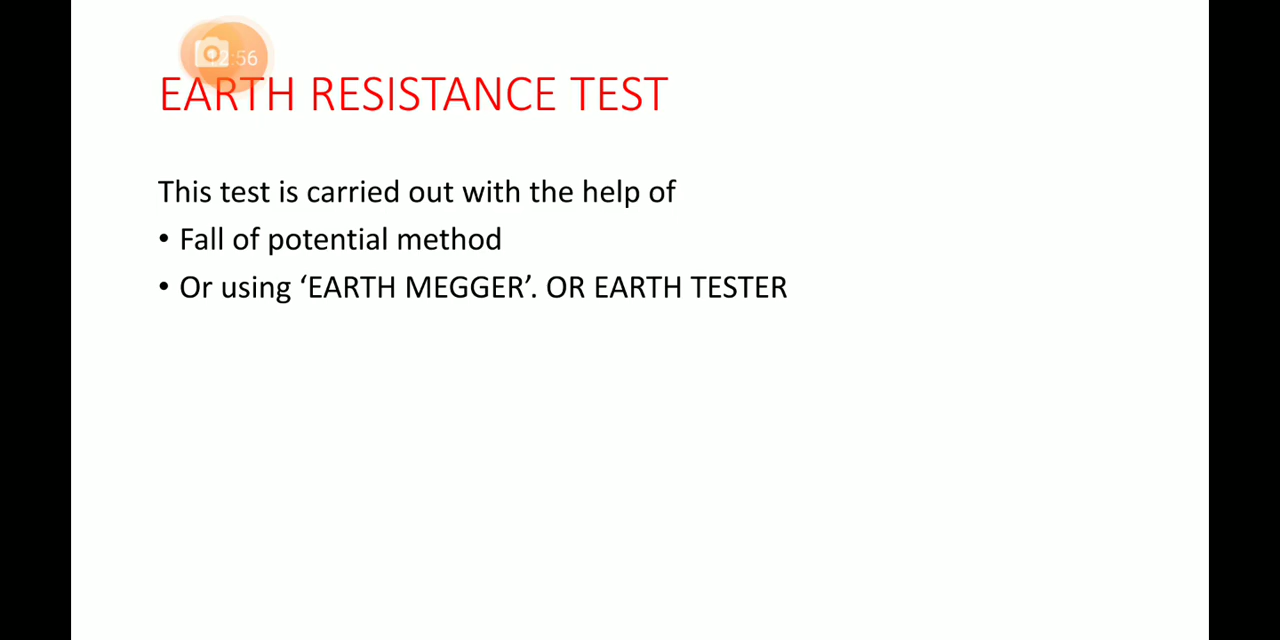 EARTH RESISTANCE TEST
This test is carried out with the help of
• Fall of potential method
• Or using ‘EARTH MEGGER’. OR EARTH TESTER